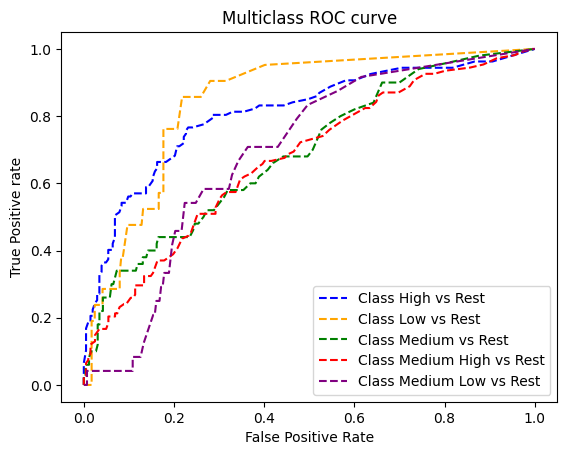 Multiclass ROC curve
True Positive rate
1.0
0.8
0.6
0.4
0.2
0.0
Class High vs Rest
Class Low vs Rest
Class Medium vs Rest
Class Medium High vs Rest
Class Medium Low vs Rest
0.0 0.2 0.4 0.6 0.8 1.0
False Positive Rate